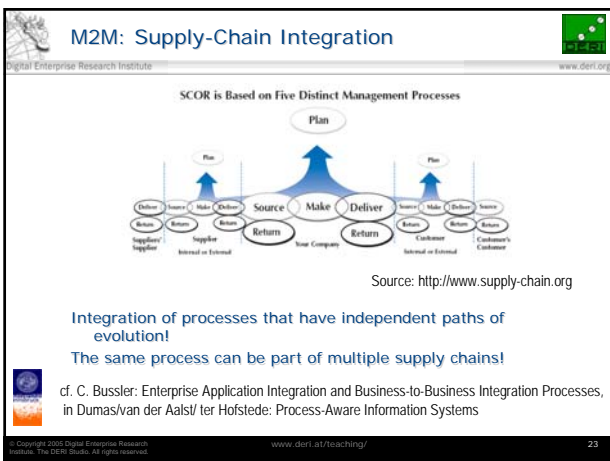 M2M: Supply-Chain Integration
DERI
Digital Enterprise Research Institute
www.deri.org
SCOR is Based on Five Distinct Management Processes
Plan
Plan
Plan
Deliver Source Make Deliver Source Make Deliver Source Make Deliver Source
Return Return Return Return Return Return Return Return
Suppliers' Supplier Your Company Customer Customer's
Supplier Internal or External Internal or External Customer
Source: http://www.supply-chain.org
Integration of processes that have independent paths of
evolution!
The same process can be part of multiple supply chains!
cf. C. Bussler: Enterprise Application Integration and Business-to-Business Integration Processes,
in Dumas/van der Aalst/ ter Hofstede: Process-Aware Information Systems
© Copyright 2005 Digital Enterprise Research
Institute. The DERI Studio. All rights reserved.
www.deri.at/teaching/
23